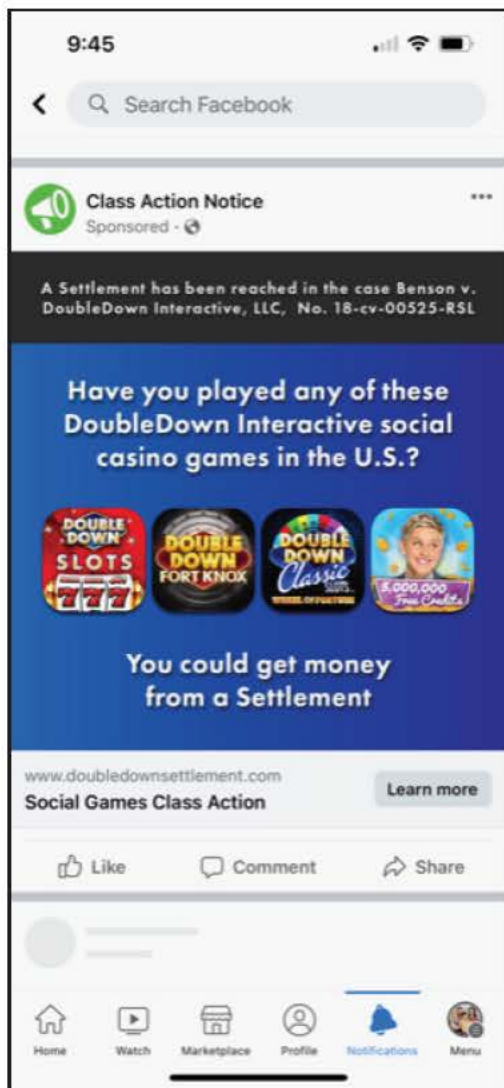 9:45
Search Facebook
Class Action Notice
Sponsored ·
A Settlement has been reached in the case Benson v.
DoubleDown Interactive, LLC, No. 18-cv-00525-RSL
Have you played any of these
DoubleDown Interactive social
casino games in the U.S.?
DOUBLE
DOWN
SLOTS
777
DOUBLE
DOWN
FORT KNOX
DOUBLE
DOWN
Classic
WHEEL OF FORTUNE
5,000,000
Free Credits
You could get money
from a Settlement
www.doubledownsettlement.com
Social Games Class Action
Learn more
Like Comment Share
Home Watch Marketplace Profile Notifications Menu